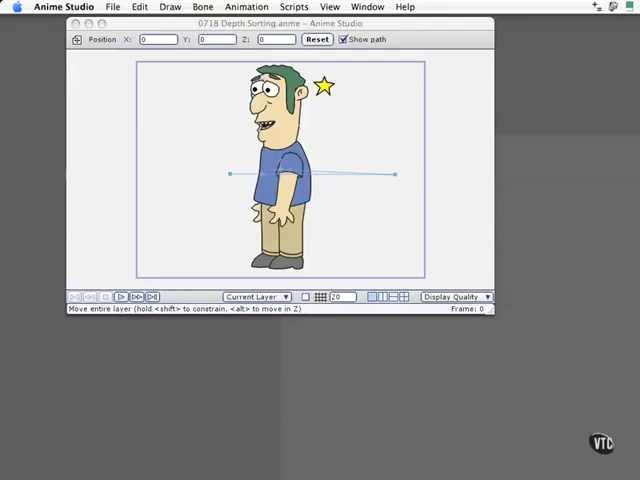 Anime Studio File Edit Draw Bone Animation Scripts View Window Help
0718 Depth Sorting.anme - Anime Studio
Position X: 0 Y: 0 Z: 0 Reset Show path
Current Layer 20 Display Quality
Move entire layer (hold <shift> to constrain, <alt> to move in Z) Frame: 0
VTC